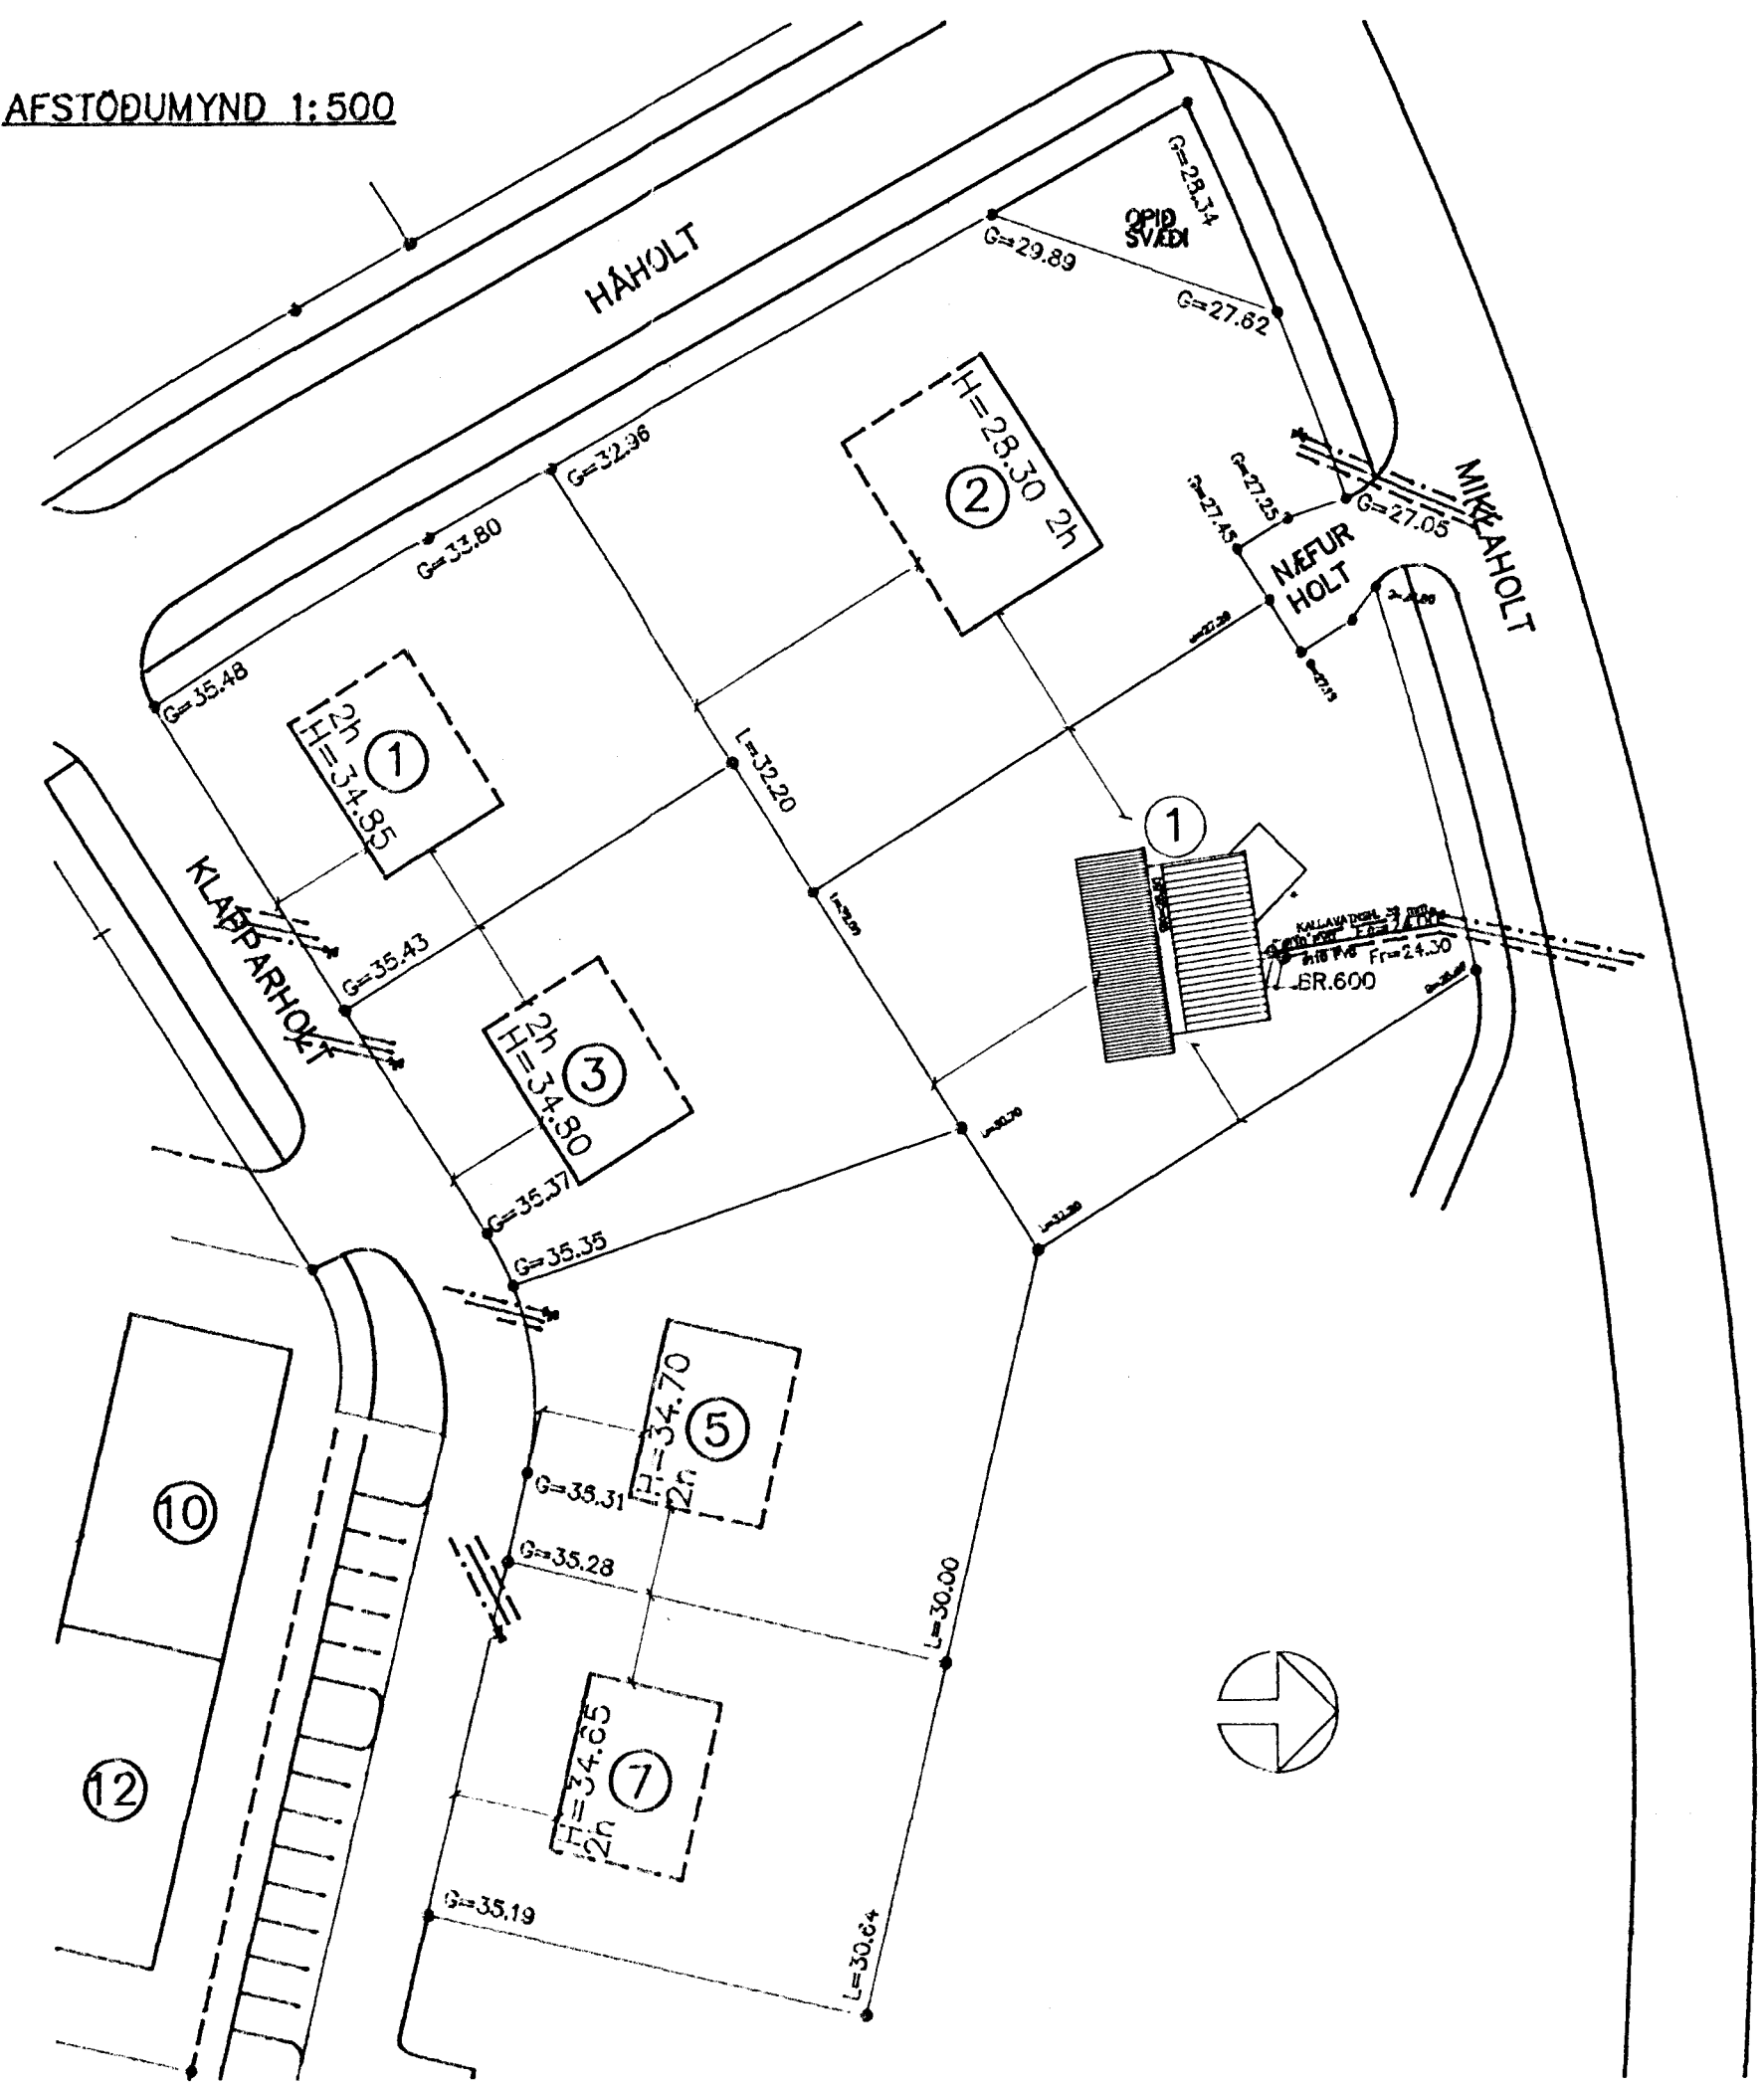 AFSTÖÐUMYND 1:500
HÁHOLT
G=28.34
OPIÐ
SVÆÐI
G=29.89
G=27.62
G=32.96
G=33.80
G=35.48
H=28.30 2h
2
G=27.25
G=27.45
G=27.05
MIKLAHOLT
NÆFUR
HOLT
2h
H=34.85
1
L=32.20
1
KLAPPARHOLT
G=35.43
Fr=24.30
BR.600
2h
H=34.80
3
L=30.70
G=35.37
G=35.35
H=34.70
2h
5
10
G=35.31
G=35.28
L=30.00
H=34.65
2h
7
12
G=35.19
L=30.64